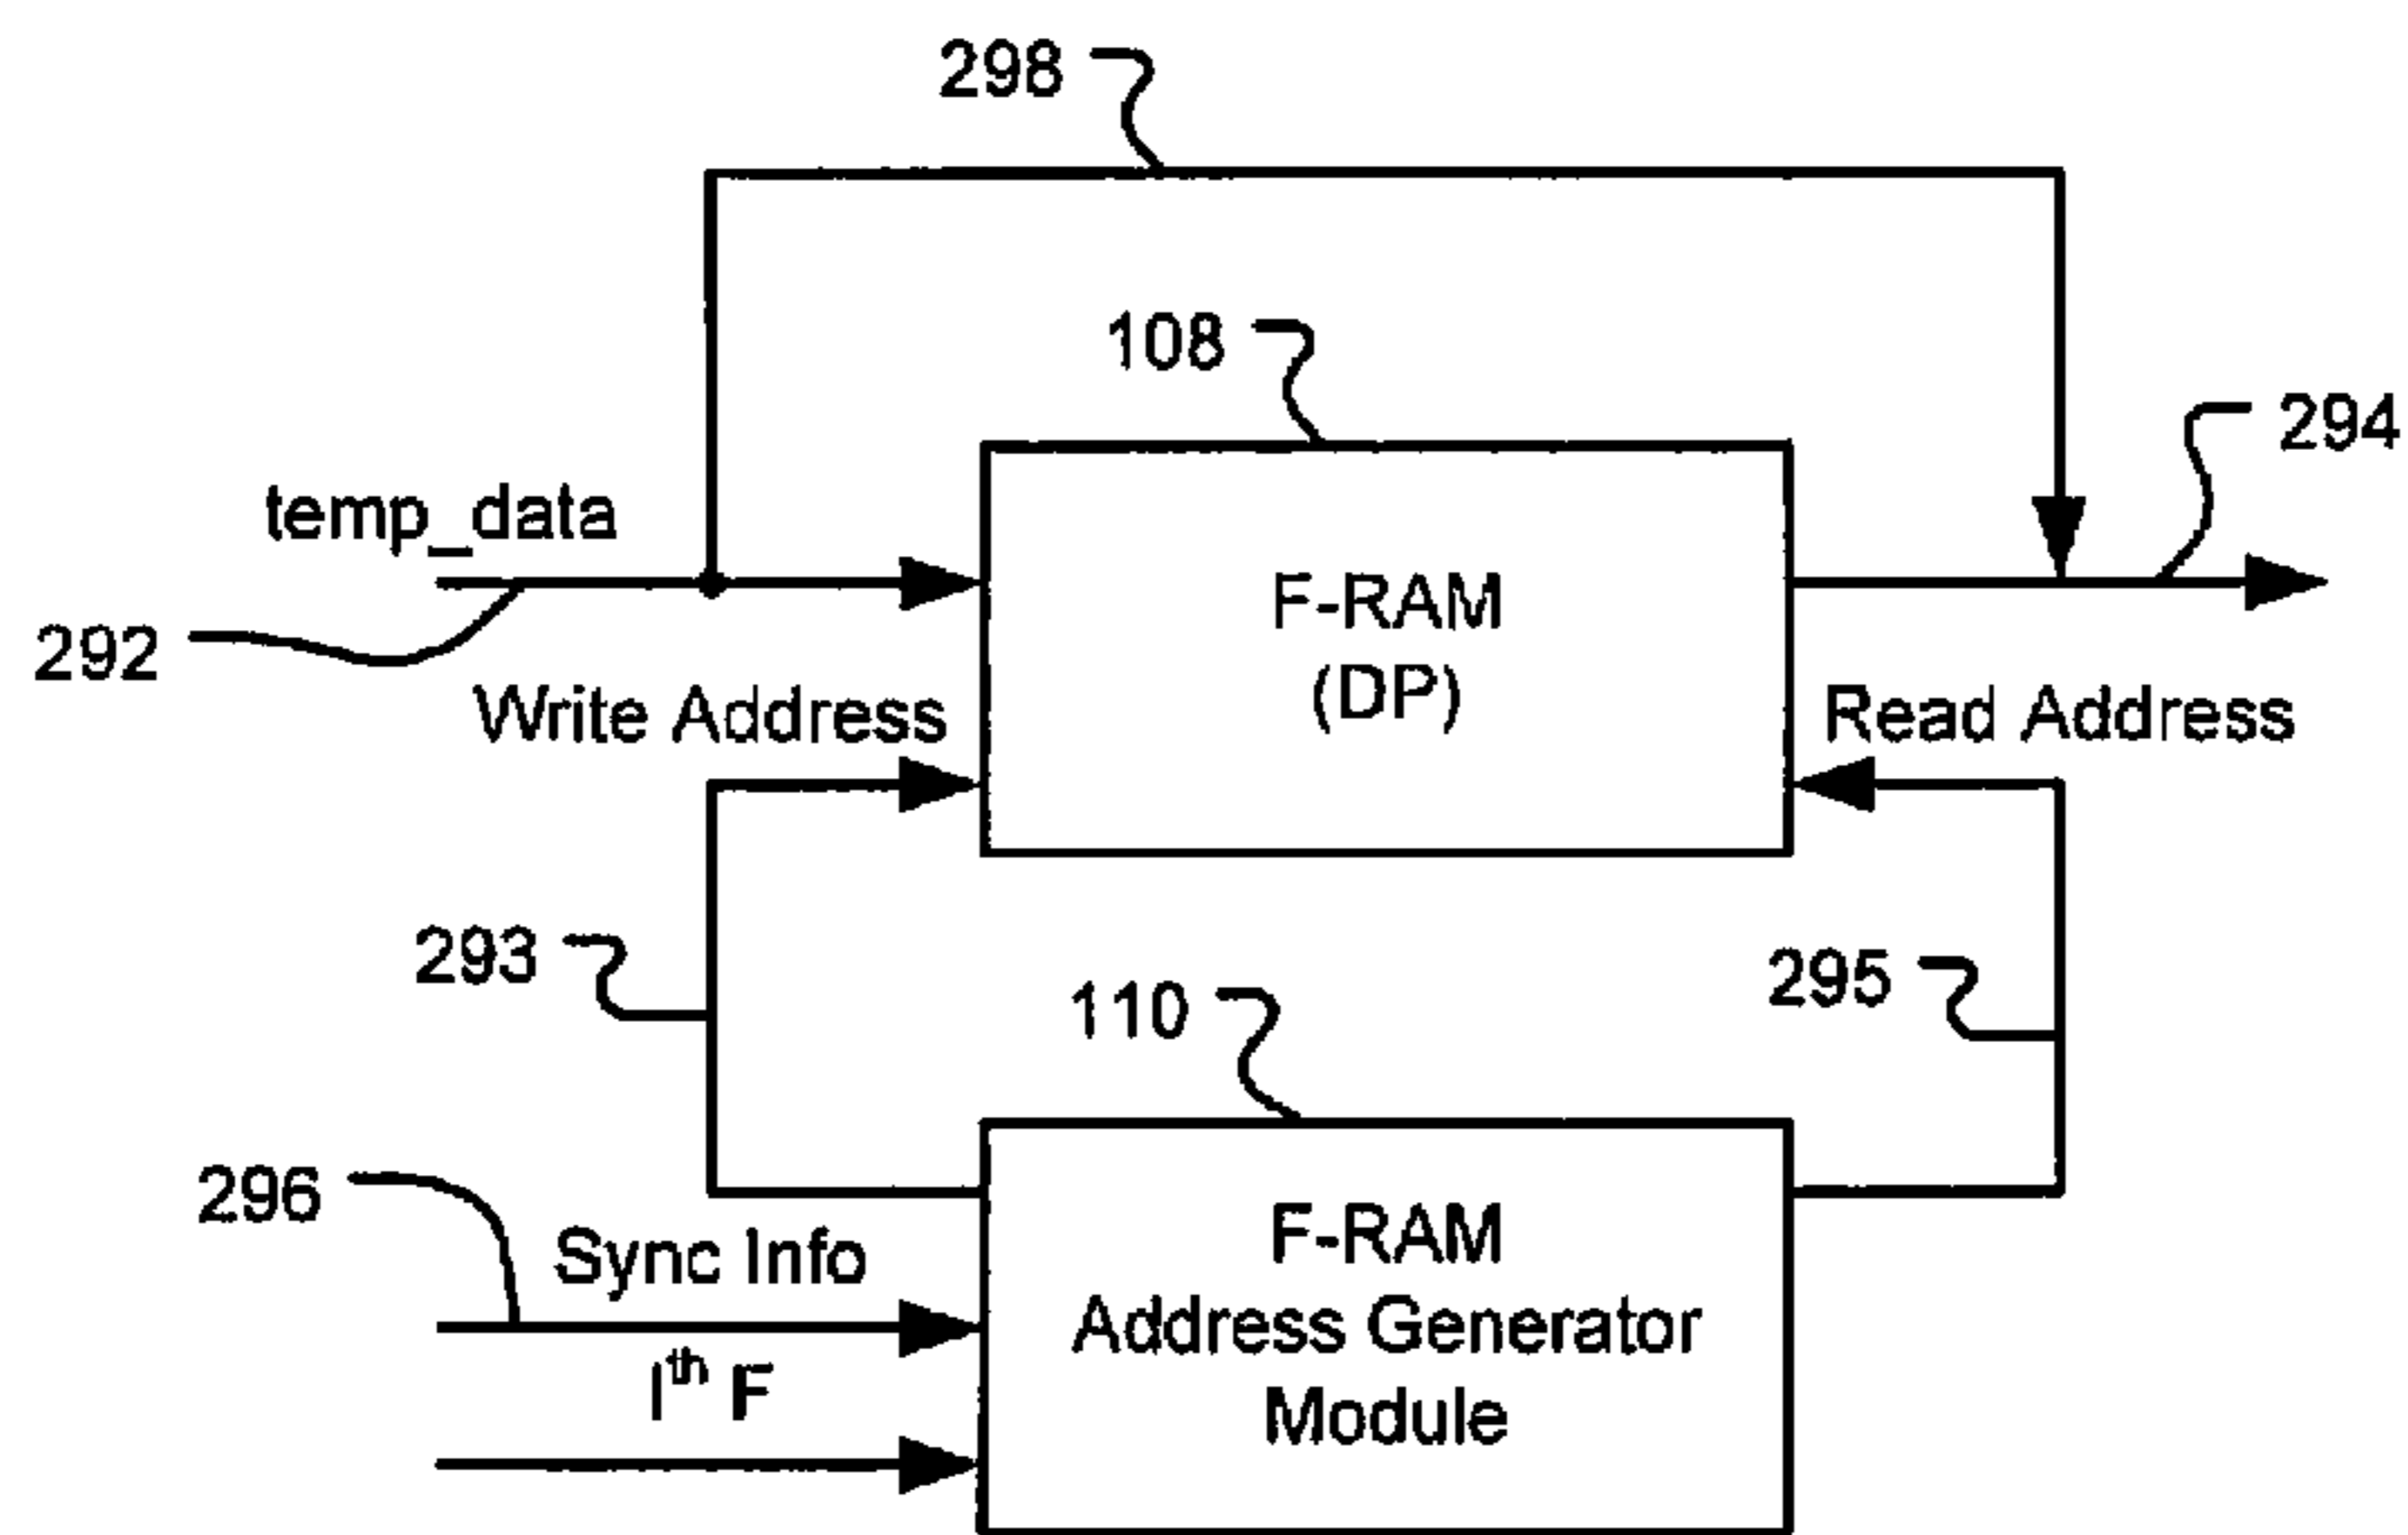 298
108
294
temp_data
F-RAM
(DP)
292
Write Address
Read Address
293
295
110
296
Sync Info
Ith F
F-RAM
Address Generator
Module